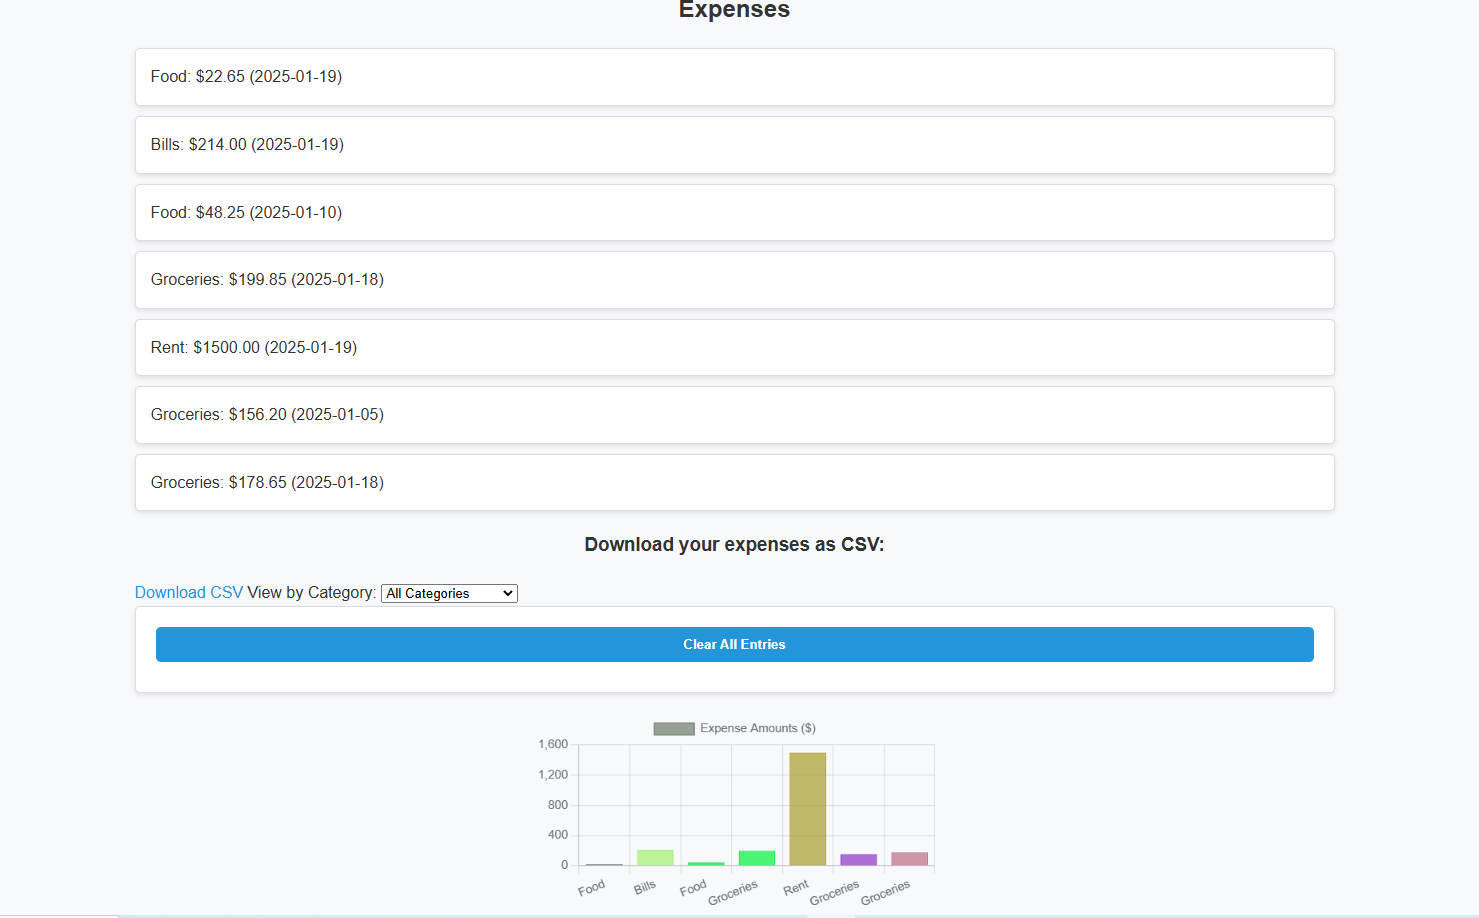 Expenses
Food: $22.65 (2025-01-19)
Bills: $214.00 (2025-01-19)
Food: $48.25 (2025-01-10)
Groceries: $199.85 (2025-01-18)
Rent: $1500.00 (2025-01-19)
Groceries: $156.20 (2025-01-05)
Groceries: $178.65 (2025-01-18)
Download your expenses as CSV:
Download CSV View by Category: All Categories
Clear All Entries
Expense Amounts ($)
1,600
1,200
800
400
0
Food Bills Food Groceries Rent Groceries Groceries